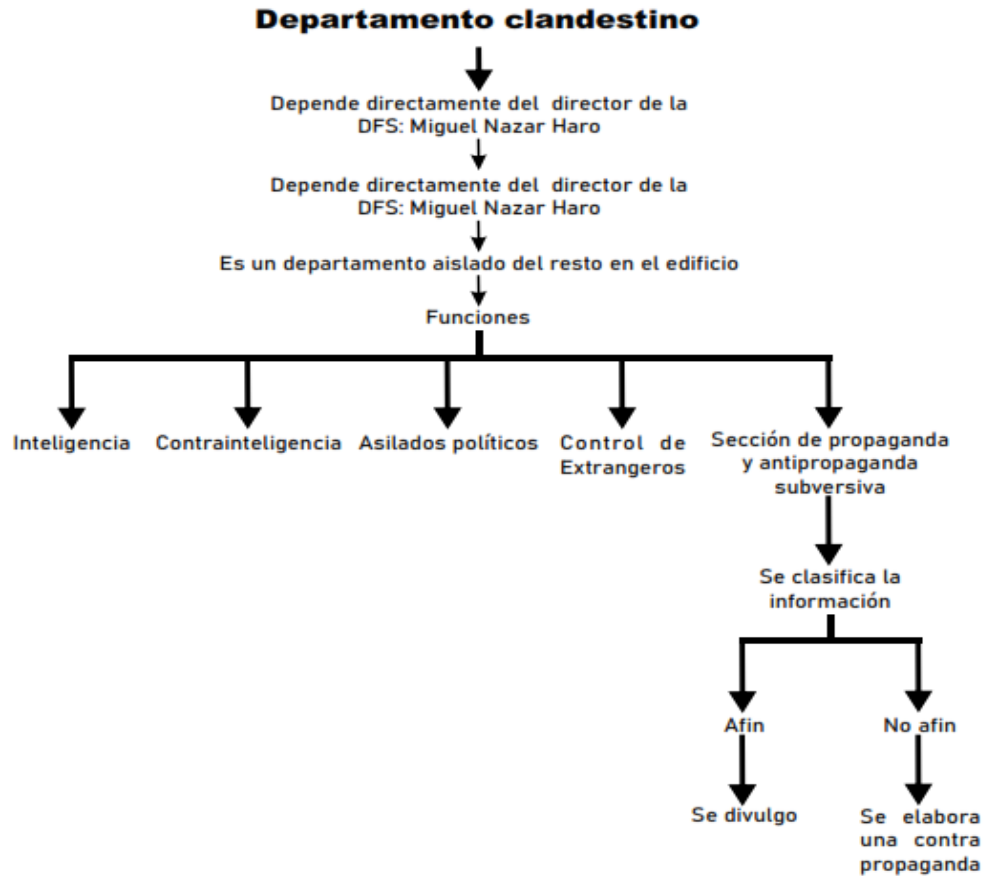 Departamento clandestino
Depende directamente del director de la
DFS: Miguel Nazar Haro
Depende directamente del director de la
DFS: Miguel Nazar Haro
Es un departamento aislado del resto en el edificio
Funciones
Inteligencia
Contrainteligencia
Asilados políticos
Control de
Extrangeros
Sección de propaganda
y antipropaganda
subversiva
Se clasifica la
información
Afin
No afin
Se divulgo
Se elabora
una contra
propaganda